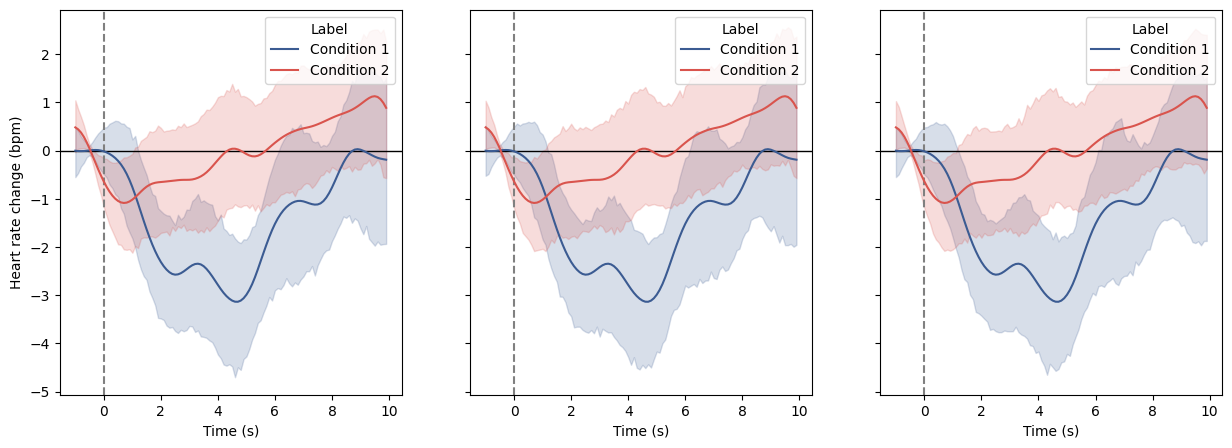 Label
Condition 1
Condition 2
Label
Condition 1
Condition 2
Label
Condition 1
Condition 2
Heart rate change (bpm)
2
1
0
−1
−2
−3
−4
−5
0 2 4 6 8 10
0 2 4 6 8 10
0 2 4 6 8 10
Time (s)
Time (s)
Time (s)